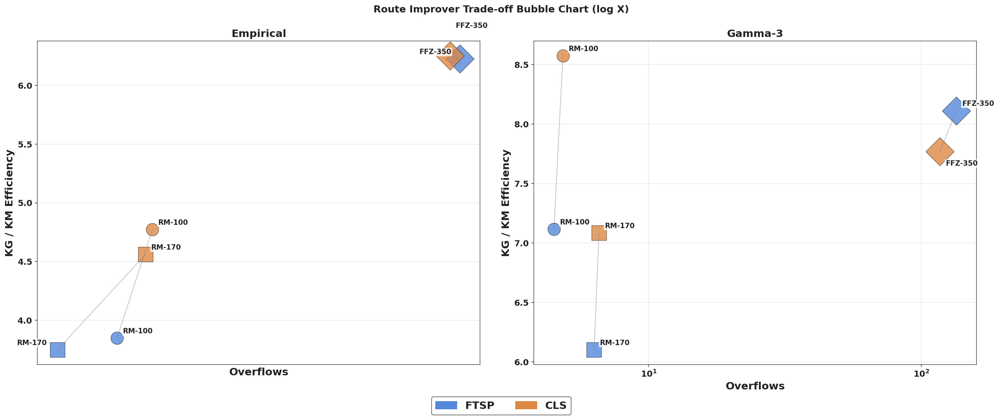 Route Improver Trade-off Bubble Chart (log X)
Empirical
FFZ-350
FFZ-350
6.0
5.5
5.0
4.5
4.0
KG / KM Efficiency
RM-100
RM-170
RM-100
RM-170
Overflows
Gamma-3
8.5
8.0
7.5
7.0
6.5
6.0
KG / KM Efficiency
RM-100
FFZ-350
FFZ-350
RM-100
RM-170
RM-170
10¹
10²
Overflows
FTSP
CLS